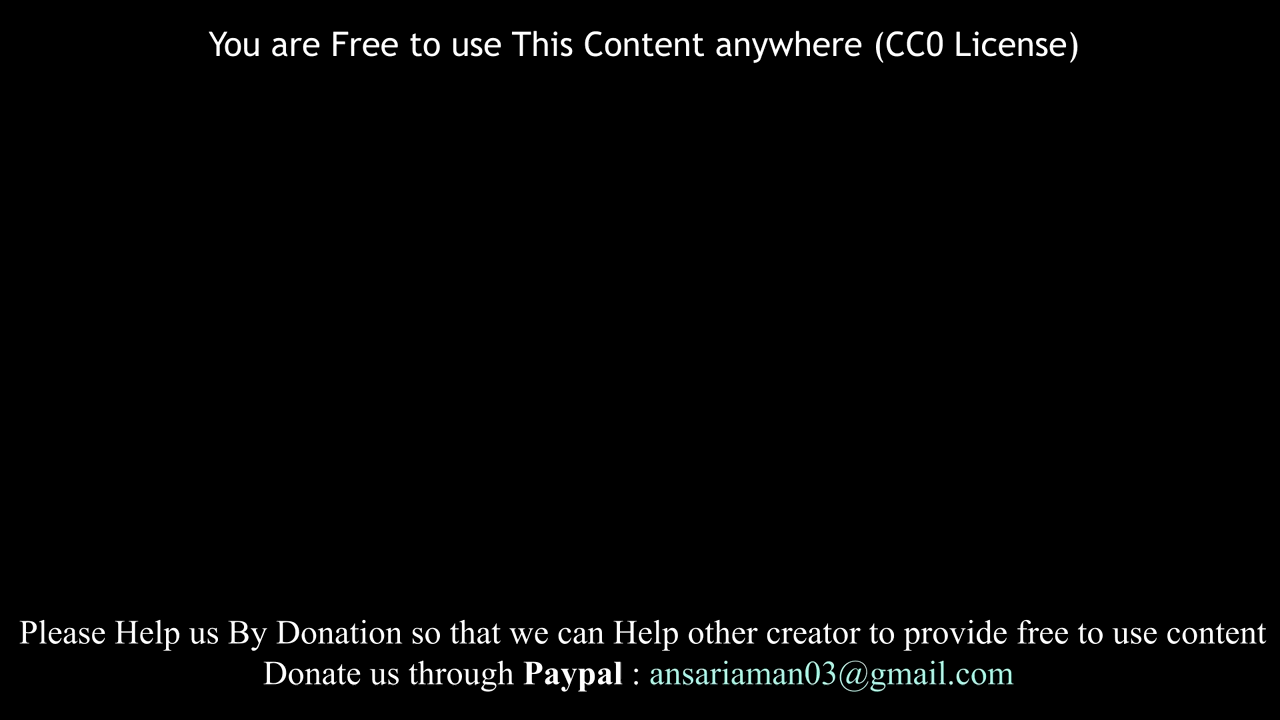 You are Free to use This Content anywhere (CC0 License)
Please Help us By Donation so that we can Help other creator to provide free to use content
Donate us through Paypal : ansariaman03@gmail.com